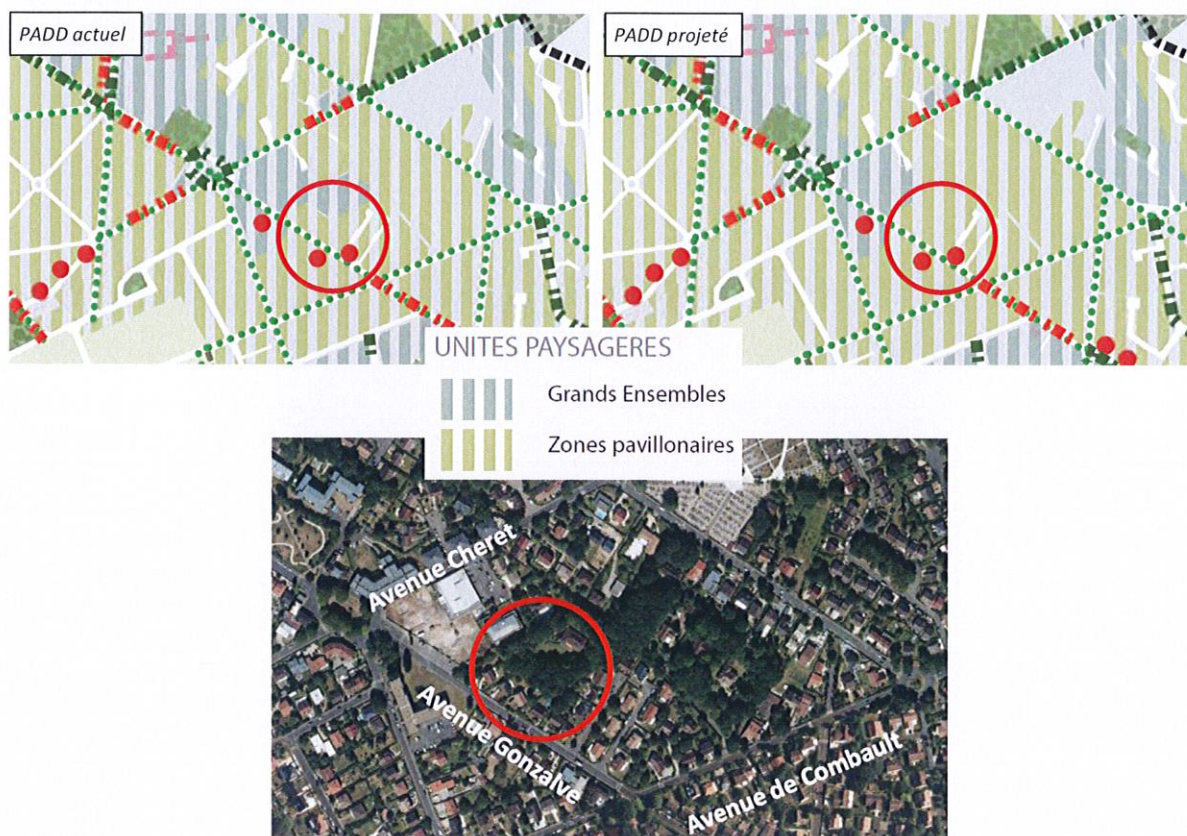 PADD actuel
PADD projeté
UNITES PAYSAGERES
Grands Ensembles
Zones pavillonaires
Avenue Cheret
Avenue Gonzalve
Avenue de Combault